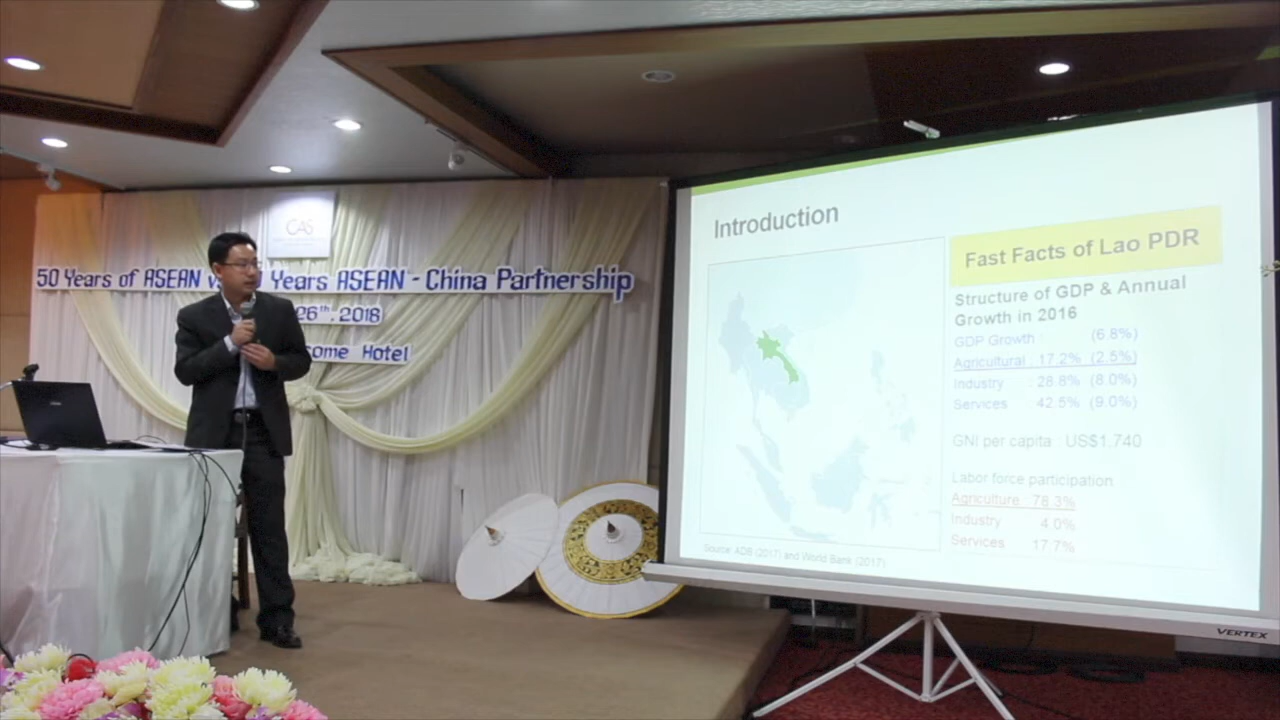 CAS
50 Years of ASEAN Years ASEAN - China Partnership
26th, 2018
Hotel
Introduction
Fast Facts of Lao PDR
Structure of GDP & Annual
Growth in 2016
GDP Growth : (6.8%)
Agricultural : 17.2% (2.5%)
Industry : 28.8% (8.0%)
Services : 42.5% (9.0%)
GNI per capita : US$1,740
Labor force participation :
Agriculture : 78.3%
Industry 4.0%
Services 17.7%
Source: ADB (2017) and World Bank (2017)
VERTEX